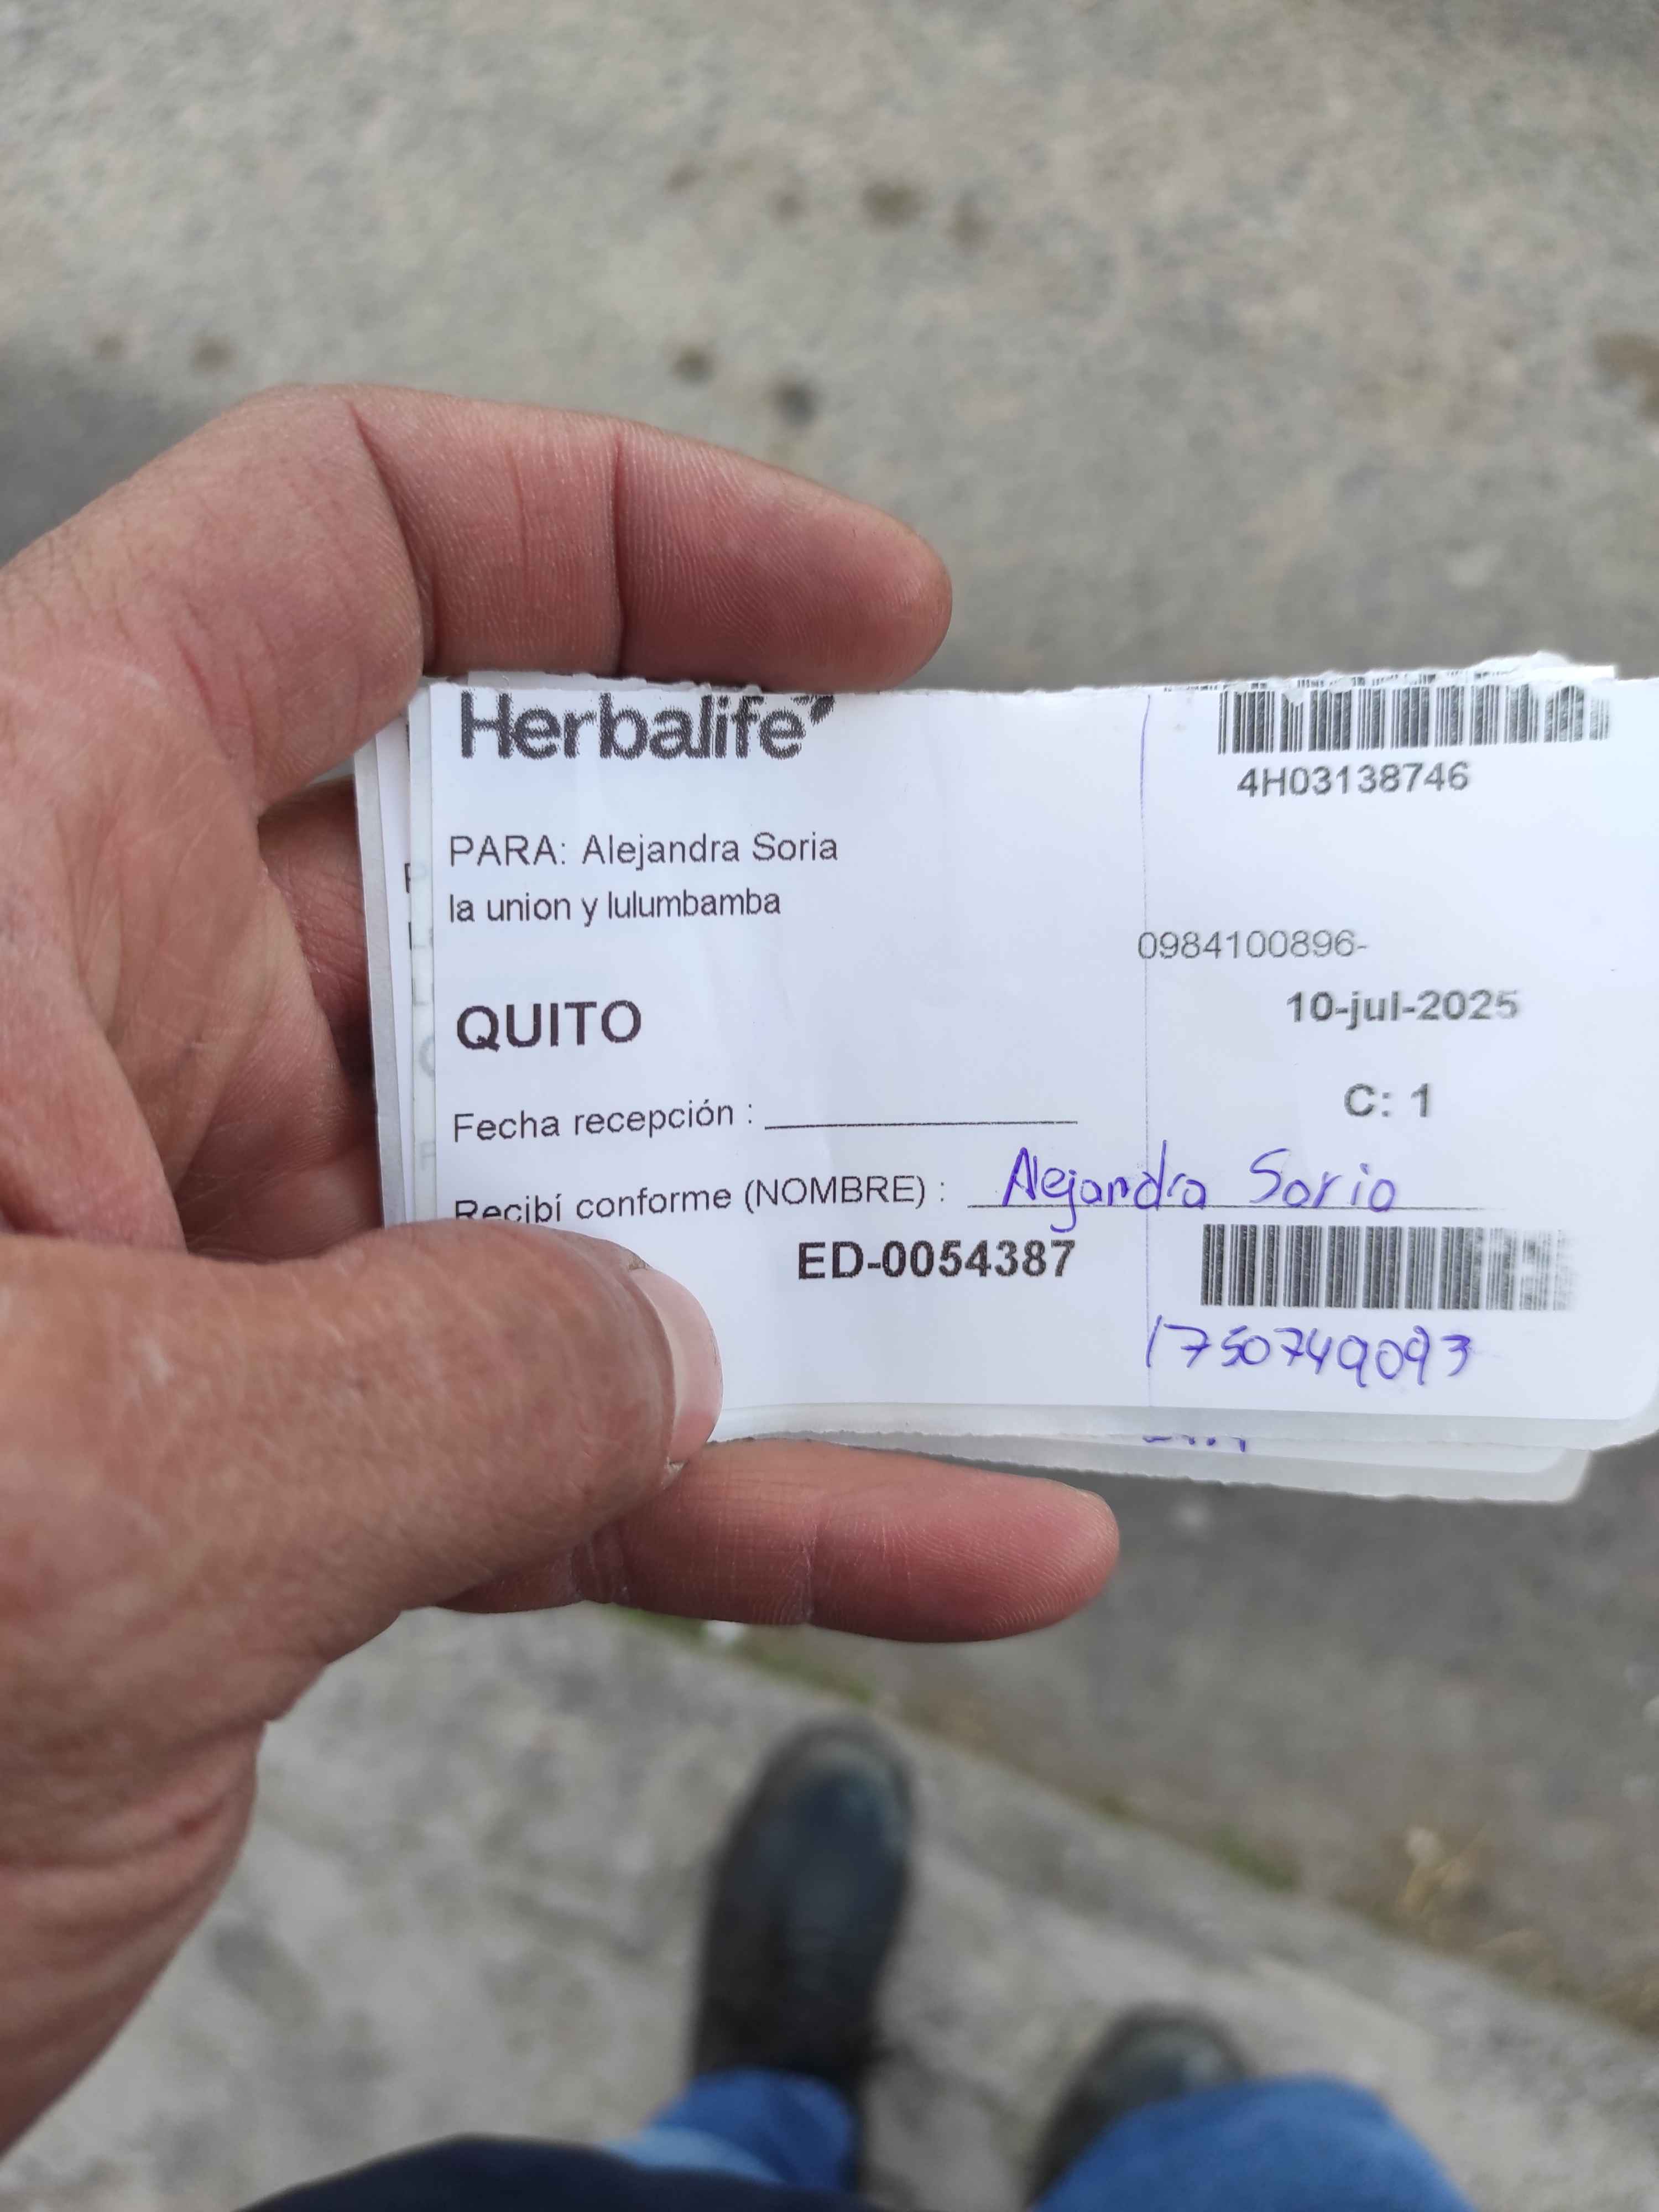 Herbalife
4H03138746
PARA: Alejandra Soria
la union y lulumbamba
0984100896-
QUITO
10-jul-2025
C: 1
Fecha recepción :
Recibí conforme (NOMBRE) : Alejandra Soria
ED-0054387
1750749093